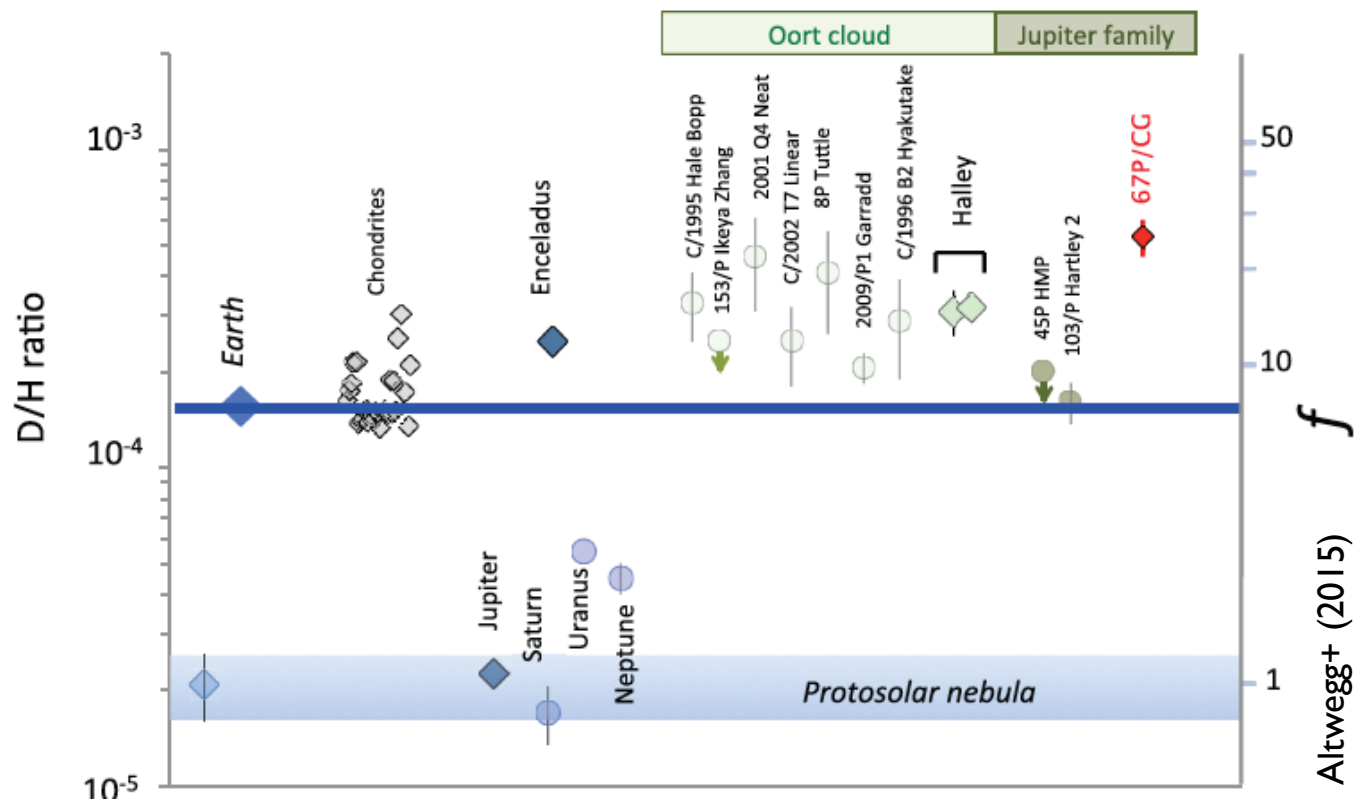 Oort cloud
Jupiter family
D/H ratio
10-3
10-4
10-5
Earth
Chondrites
Enceladus
C/1995 Hale Bopp
153/P Ikeya Zhang
2001 Q4 Neat
C/2002 T7 Linear
8P Tuttle
2009/P1 Garradd
C/1996 B2 Hyakutake
Halley
45P HMP
103/P Hartley 2
67P/CG
Jupiter
Saturn
Uranus
Neptune
Protosolar nebula
50
10
1
f
Altwegg+ (2015)